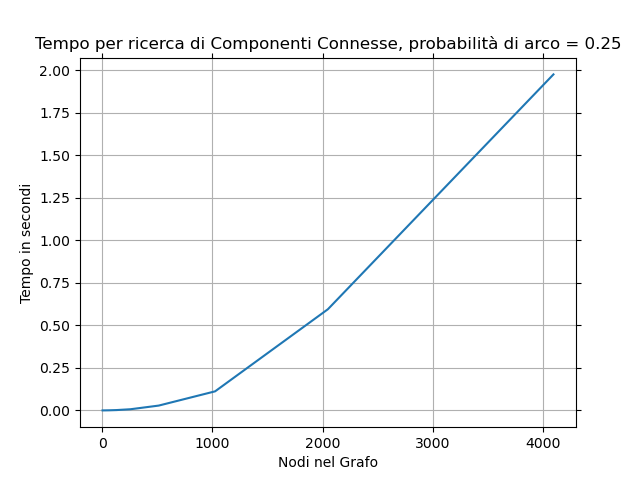 Tempo per ricerca di Componenti Connesse, probabilità di arco = 0.25
2.00
1.75
1.50
1.25
1.00
0.75
0.50
0.25
0.00
Tempo in secondi
0 1000 2000 3000 4000
Nodi nel Grafo